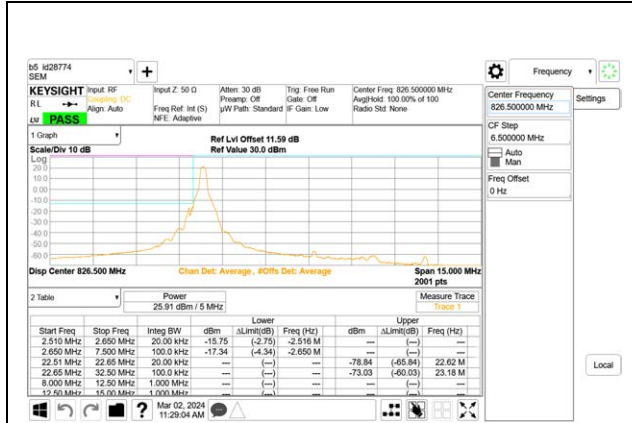 b5 id28774
SEM
Frequency
KEYSIGHT Input: RF Input Z: 50 Ω Atten: 30 dB Trig: Free Run Center Freq: 826.500000 MHz
RL Coupling: DC Preamp: Off Gate: Off Avg|Hold: 100.00% of 100
Align: Auto Freq Ref: Int (S) µW Path: Standard IF Gain: Low Radio Std: None
PASS NFE: Adaptive
Center Frequency
826.500000 MHz
Settings
CF Step
6.500000 MHz
Auto
Man
Freq Offset
0 Hz
1 Graph
Ref Lvl Offset 11.59 dB
Scale/Div 10 dB Ref Value 30.0 dBm
Log
20.0
10.0
0.00
-10.0
-20.0
-30.0
-40.0
-50.0
-60.0
Disp Center 826.500 MHz Chan Det: Average , #Offs Det: Average Span 15.000 MHz
2001 pts
2 Table Power Measure Trace
25.91 dBm / 5 MHz Trace 1
Lower Upper
Start Freq Stop Freq Integ BW dBm ΔLimit(dB) Freq (Hz) dBm ΔLimit(dB) Freq (Hz)
2.510 MHz 2.650 MHz 20.00 kHz -15.75 (-2.75) -2.516 M --- (---) ---
2.650 MHz 7.500 MHz 100.0 kHz -17.34 (-4.34) -2.650 M --- (---) ---
22.51 MHz 22.65 MHz 20.00 kHz --- (---) --- -78.84 (-65.84) 22.62 M
22.65 MHz 32.50 MHz 100.0 kHz --- (---) --- -73.03 (-60.03) 23.18 M
8.000 MHz 12.50 MHz 1.000 MHz --- (---) --- --- (---) ---
12.50 MHz 15.00 MHz 1.000 MHz --- (---) --- --- (---) ---
Local
Mar 02, 2024
11:29:04 AM